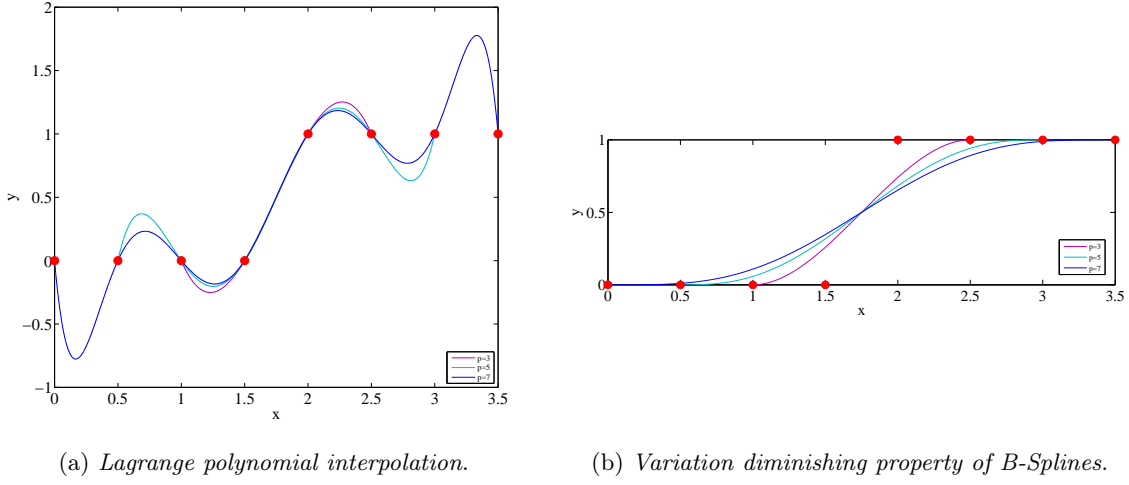 2
1.5
1
0.5
0
−0.5
−1
y
0
0.5
1
1.5
2
2.5
3
3.5
x
p=3
p=5
p=7
(a) Lagrange polynomial interpolation.
1
0.5
0
y
0
0.5
1
1.5
2
2.5
3
3.5
x
p=3
p=5
p=7
(b) Variation diminishing property of B-Splines.